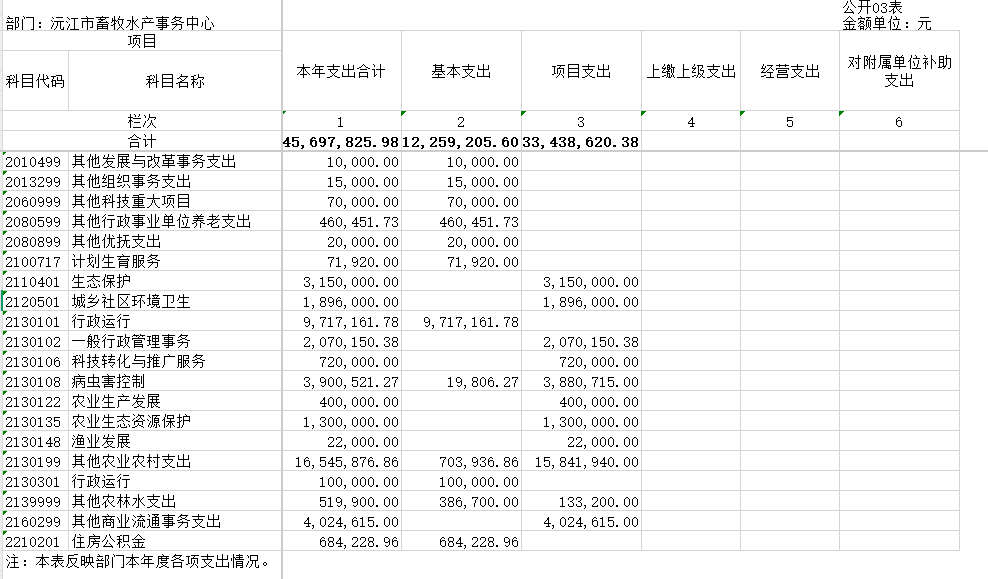 公开03表
部门：沅江市畜牧水产事务中心 金额单位：元
项目 本年支出合计 基本支出 项目支出 上缴上级支出 经营支出 对附属单位补助支出
科目代码 科目名称
栏次 1 2 3 4 5 6
合计 45,697,825.98 12,259,205.60 33,438,620.38
2010499 其他发展与改革事务支出 10,000.00 10,000.00
2013299 其他组织事务支出 15,000.00 15,000.00
2060999 其他科技重大项目 70,000.00 70,000.00
2080599 其他行政事业单位养老支出 460,451.73 460,451.73
2080899 其他优抚支出 20,000.00 20,000.00
2100717 计划生育服务 71,920.00 71,920.00
2110401 生态保护 3,150,000.00 3,150,000.00
2120501 城乡社区环境卫生 1,896,000.00 1,896,000.00
2130101 行政运行 9,717,161.78 9,717,161.78
2130102 一般行政管理事务 2,070,150.38 2,070,150.38
2130106 科技转化与推广服务 720,000.00 720,000.00
2130108 病虫害控制 3,900,521.27 19,806.27 3,880,715.00
2130122 农业生产发展 400,000.00 400,000.00
2130135 农业生态资源保护 1,300,000.00 1,300,000.00
2130148 渔业发展 22,000.00 22,000.00
2130199 其他农业农村支出 16,545,876.86 703,936.86 15,841,940.00
2130301 行政运行 100,000.00 100,000.00
2139999 其他农林水支出 519,900.00 386,700.00 133,200.00
2160299 其他商业流通事务支出 4,024,615.00 4,024,615.00
2210201 住房公积金 684,228.96 684,228.96
注：本表反映部门本年度各项支出情况。